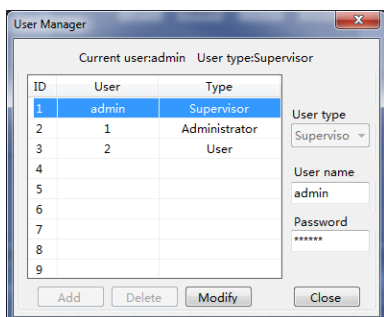 User Manager
Current user:admin User type:Supervisor
ID User Type
1 admin Supervisor
2 1 Administrator
3 2 User
4
5
6
7
8
9
User type
Superviso
User name
admin
Password
******
Add Delete Modify Close